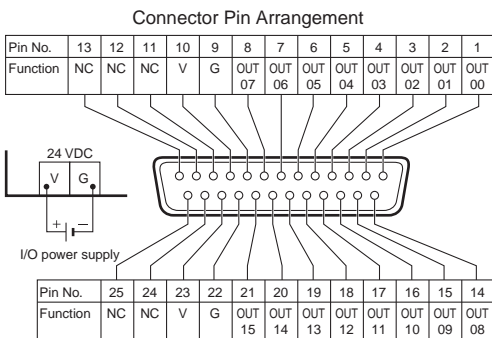 Connector Pin Arrangement
Pin No. 13 12 11 10 9 8 7 6 5 4 3 2 1
Function NC NC NC V G OUT 07 OUT 06 OUT 05 OUT 04 OUT 03 OUT 02 OUT 01 OUT 00
24 VDC
V G
+ −
I/O power supply
Pin No. 25 24 23 22 21 20 19 18 17 16 15 14
Function NC NC V G OUT 15 OUT 14 OUT 13 OUT 12 OUT 11 OUT 10 OUT 09 OUT 08